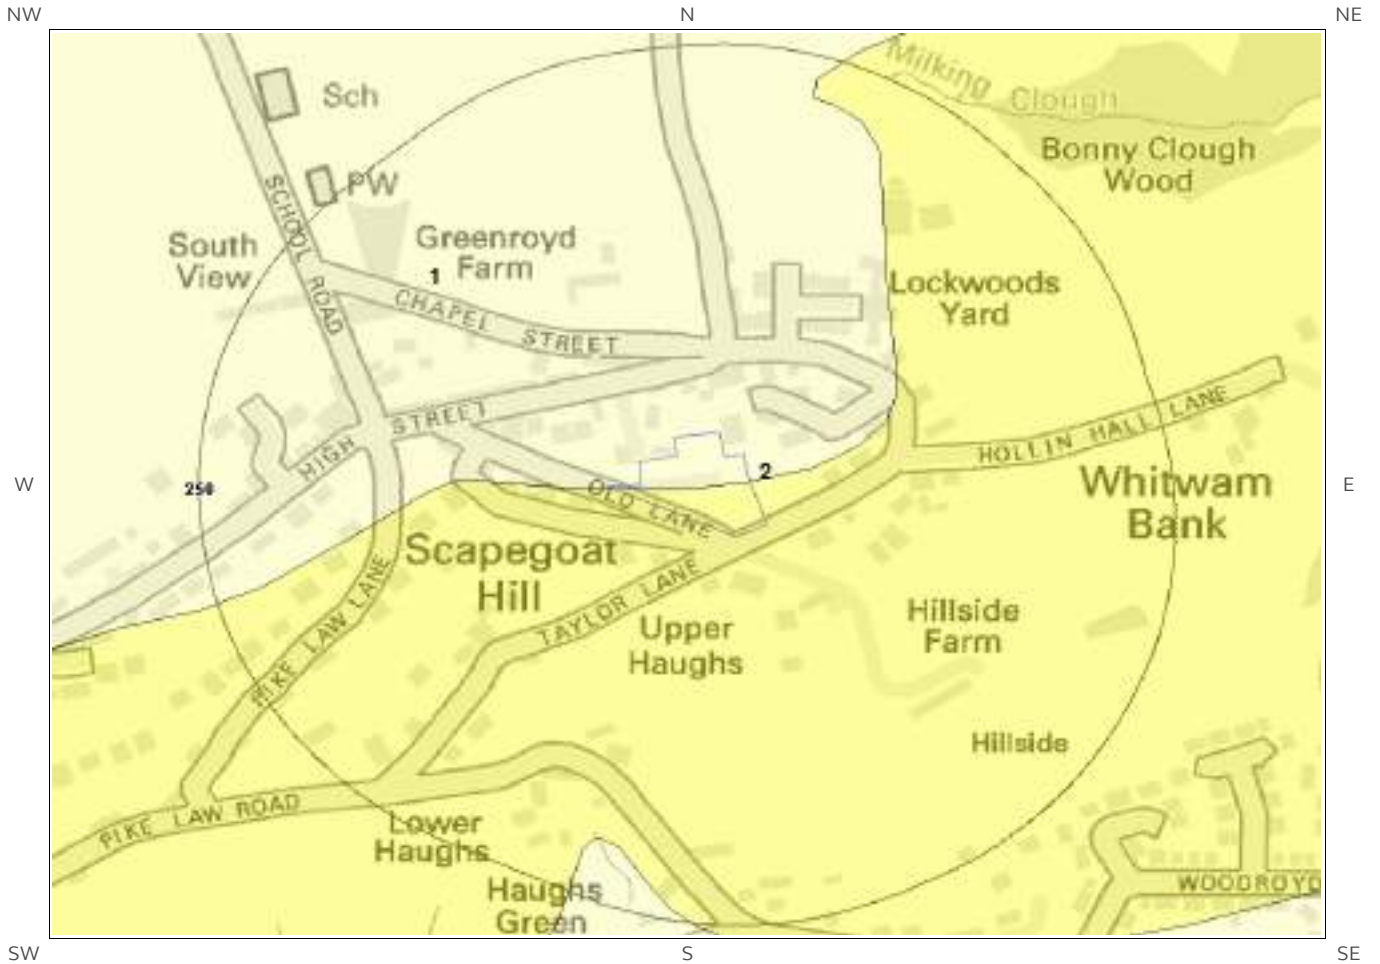 NW
N
NE
Milking
Clough
Sch
Bonny Clough
Wood
PW
SCHOOL ROAD
South
View
Greenroyd
Farm
1
Lockwoods
Yard
CHAPEL STREET
HIGH STREET
HOLLIN HALL LANE
2
W
250
E
OLD LANE
Whitwam
Bank
Scapegoat
Hill
PIKE LAW LANE
TAYLOR LANE
Hillside
Farm
Upper
Haughs
Hillside
PIKE LAW ROAD
Lower
Haughs
WOODROYD
Haughs
Green
SW
S
SE